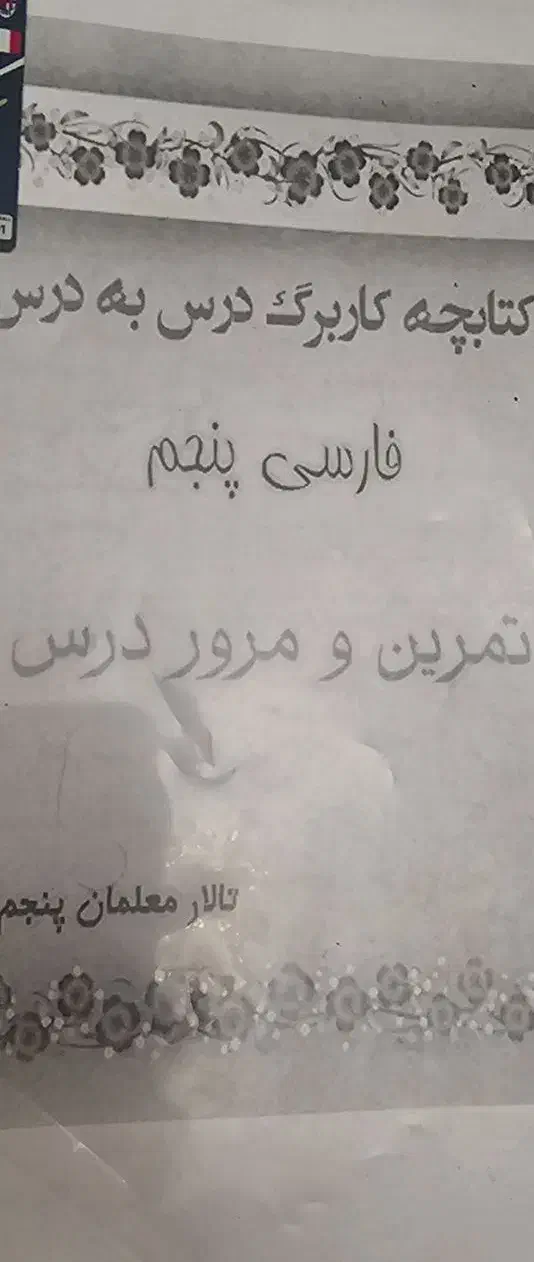 کتابچه کاربرگ درس به درس
فارسی پنجم
تمرین و مرور درس
تالار معلمان پنجم